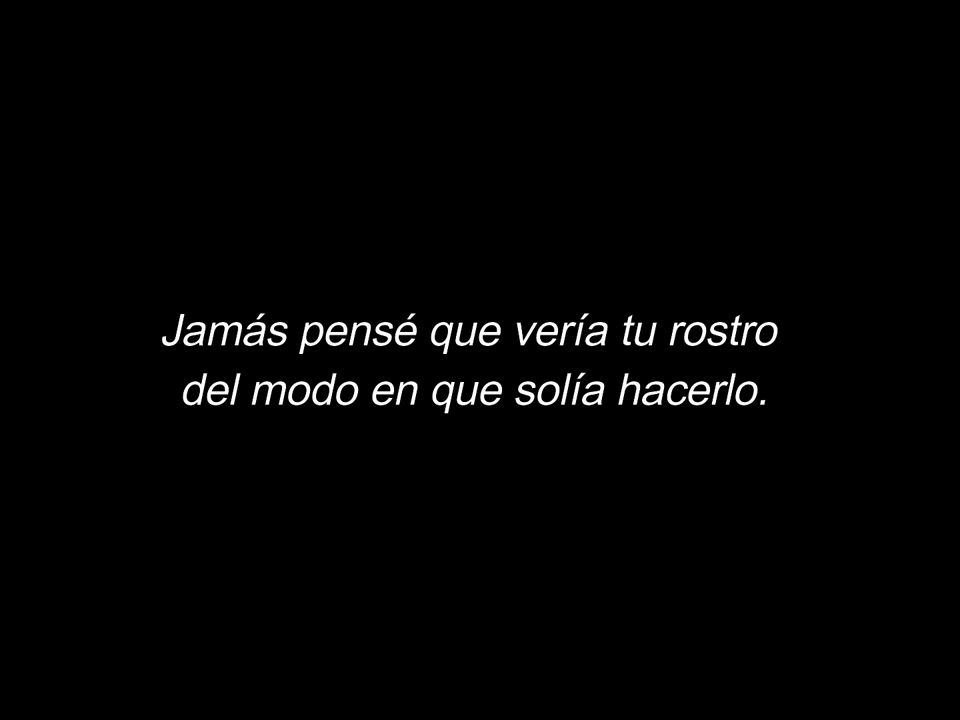 Jamás pensé que vería tu rostro
del modo en que solía hacerlo.